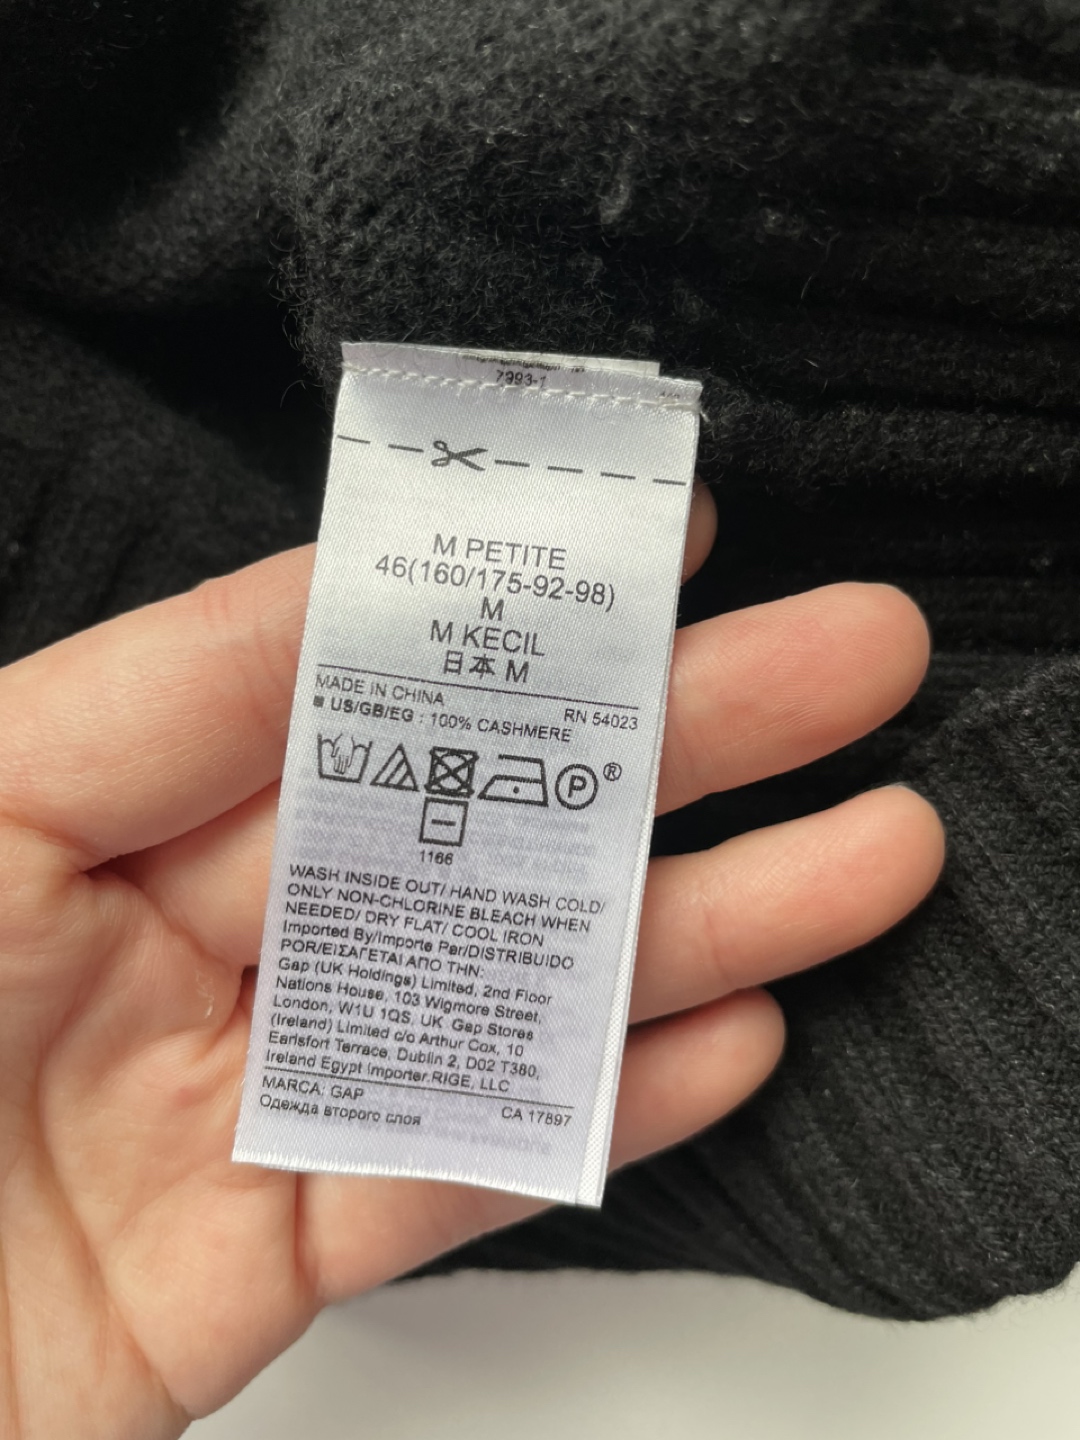 7993-1
M PETITE
46(160/175-92-98)
M
M KECIL
日本 M
MADE IN CHINA
RN 54023
■ US/GB/EG : 100% CASHMERE
P ®
1166
WASH INSIDE OUT/ HAND WASH COLD/
ONLY NON-CHLORINE BLEACH WHEN
NEEDED/ DRY FLAT/ COOL IRON
Imported By/Importe Par/DISTRIBUIDO
POR/ΕΙΣΑΓΕΤΑΙ ΑΠΟ ΤΗΝ:
Gap (UK Holdings) Limited, 2nd Floor
Nations House, 103 Wigmore Street,
London, W1U 1QS, UK Gap Stores
(Ireland) Limited c/o Arthur Cox, 10
Earlsfort Terrace, Dublin 2, D02 T380,
Ireland Egypt Importer.RIGE, LLC
MARCA: GAP
CA 17897
Одежда второго слоя